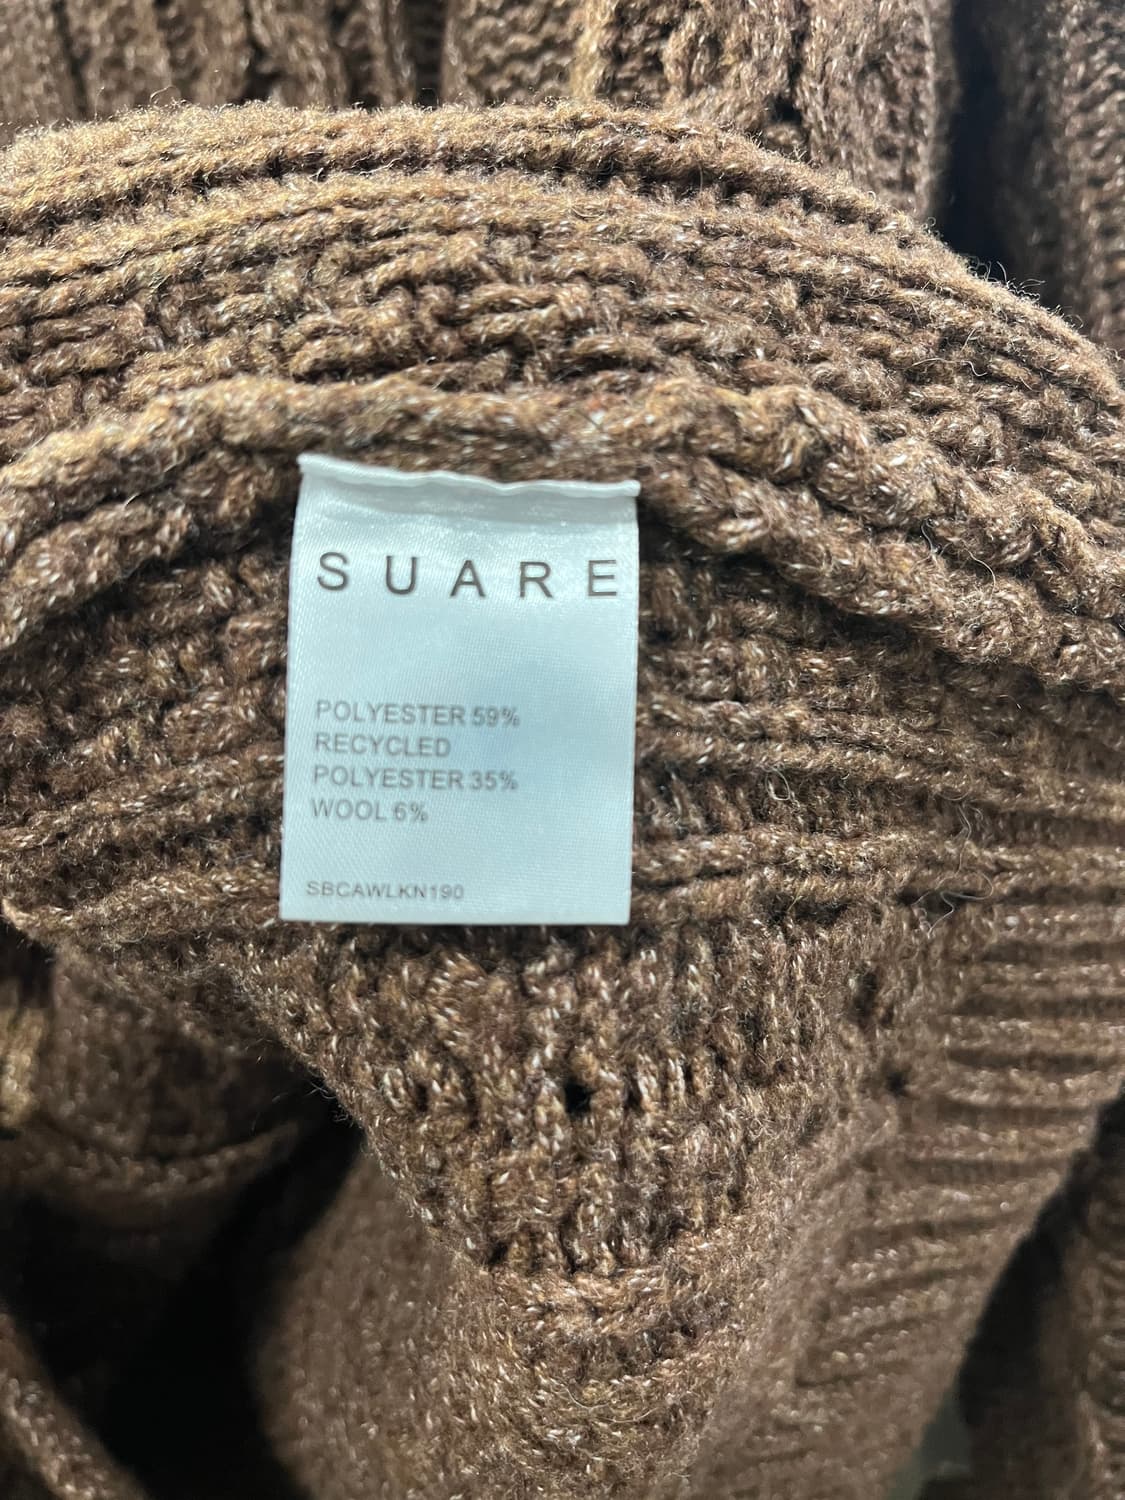 SUARE
POLYESTER 59%
RECYCLED
POLYESTER 35%
WOOL 6%
SBCAWLKN190